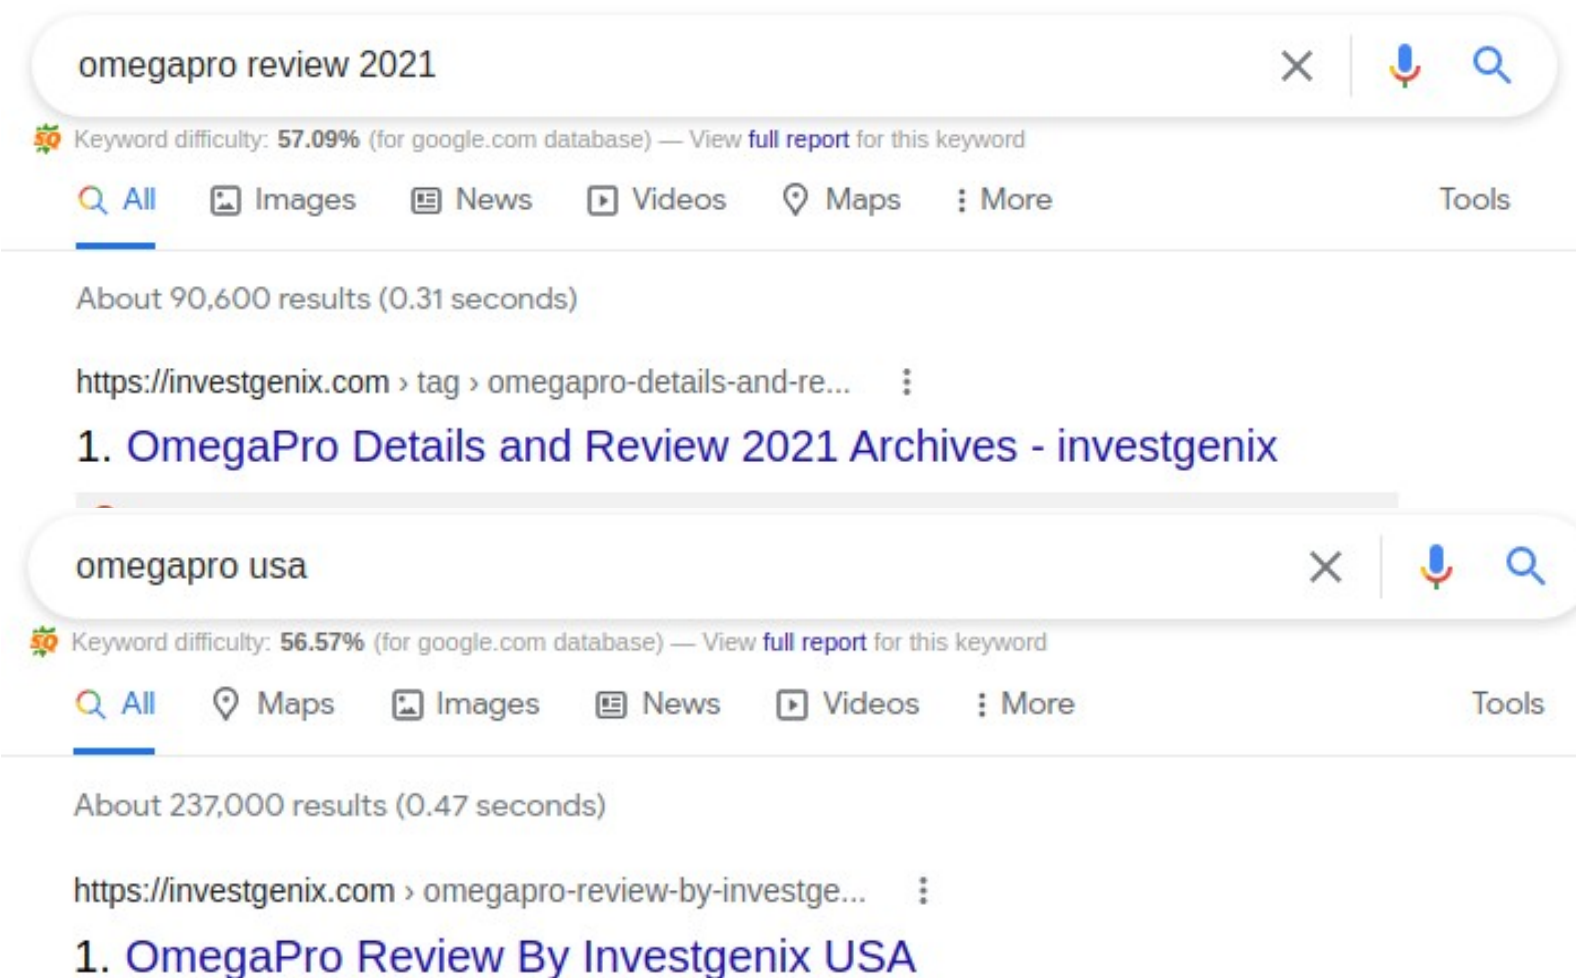 omegapro review 2021
SQ Keyword difficulty: 57.09% (for google.com database) — View full report for this keyword
All Images News Videos Maps More Tools
About 90,600 results (0.31 seconds)
https://investgenix.com › tag › omegapro-details-and-re...
1. OmegaPro Details and Review 2021 Archives - investgenix
omegapro usa
SQ Keyword difficulty: 56.57% (for google.com database) — View full report for this keyword
All Maps Images News Videos More Tools
About 237,000 results (0.47 seconds)
https://investgenix.com › omegapro-review-by-investge...
1. OmegaPro Review By Investgenix USA